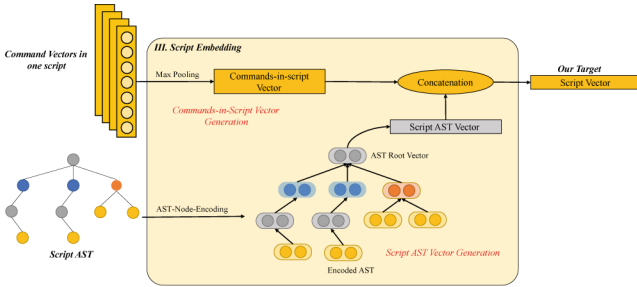 III. Script Embedding
Command Vectors in
one script
Max Pooling
Commands-in-script
Vector
Concatenation
Our Target
Script Vector
Commands-in-Script Vector
Generation
Script AST Vector
AST Root Vector
AST-Node-Encoding
Script AST
Script AST Vector Generation
Encoded AST